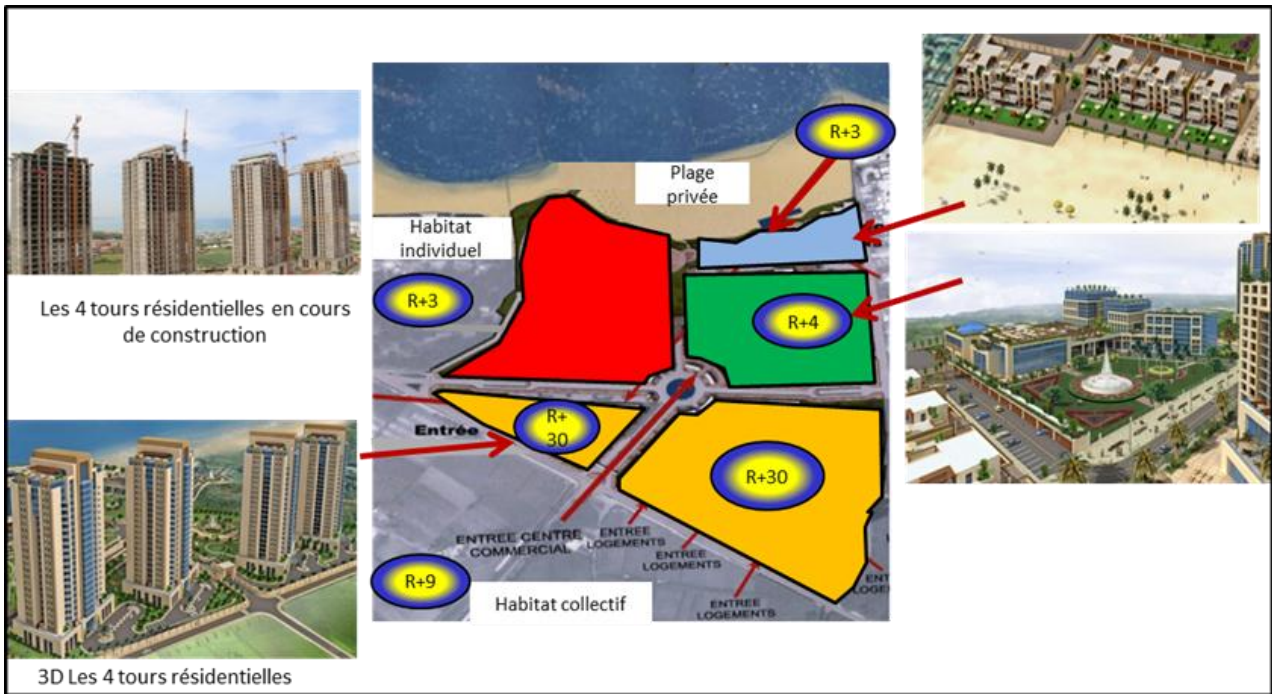 Les 4 tours résidentielles en cours
de construction
3D Les 4 tours résidentielles
R+3
Plage
privée
Habitat
individuel
R+3
R+4
R+
30
Entrée
R+30
ENTREE CENTRE
COMMERCIAL
ENTREE
LOGEMENTS
ENTREE
LOGEMENTS
ENTREE
LOGEMENTS
R+9
Habitat collectif